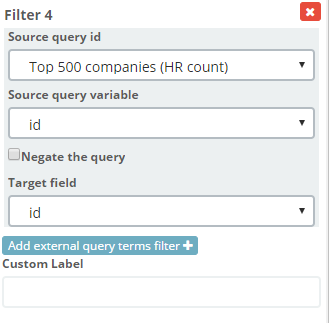 Filter 4
Source query id
Top 500 companies (HR count)
Source query variable
id
Negate the query
Target field
id
Add external query terms filter
Custom Label